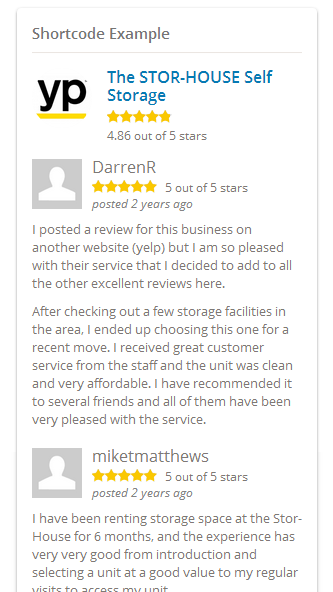 Shortcode Example
yp
The STOR-HOUSE Self
Storage
4.86 out of 5 stars
DarrenR
5 out of 5 stars
posted 2 years ago
I posted a review for this business on
another website (yelp) but I am so pleased
with their service that I decided to add to all
the other excellent reviews here.
After checking out a few storage facilities in
the area, I ended up choosing this one for a
recent move. I received great customer
service from the staff and the unit was clean
and very affordable. I have recommended it
to several friends and all of them have been
very pleased with the service.
miketmatthews
5 out of 5 stars
posted 2 years ago
I have been renting storage space at the Stor-
House for 6 months, and the experience has
very very good from introduction and
selecting a unit at a good value to my regular
visits to access my unit